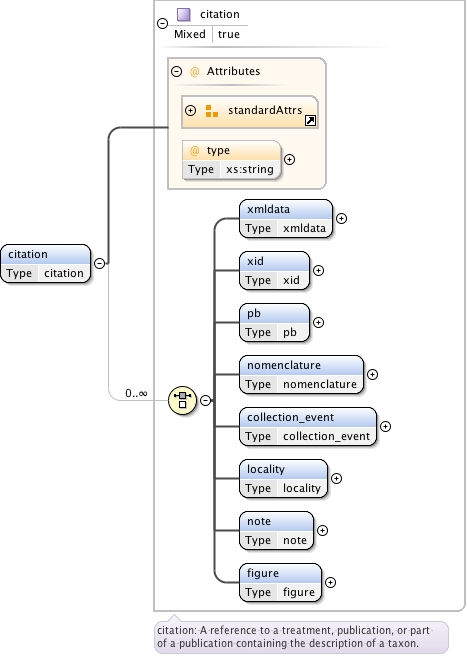 citation
Mixed true
@ Attributes
standardAttrs
@ type
Type xs:string
citation
Type citation
0..∞
xmldata
Type xmldata
xid
Type xid
pb
Type pb
nomenclature
Type nomenclature
collection_event
Type collection_event
locality
Type locality
note
Type note
figure
Type figure
citation: A reference to a treatment, publication, or part
of a publication containing the description of a taxon.